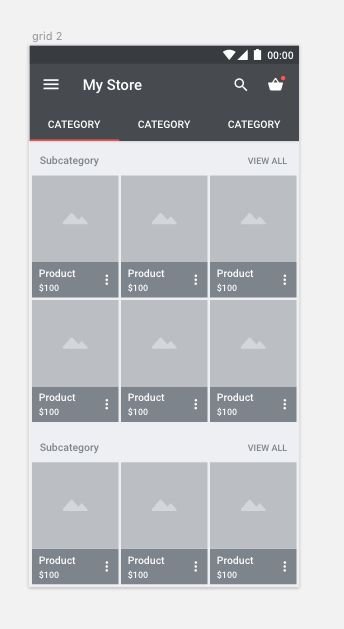 grid 2
00:00
My Store
CATEGORY CATEGORY CATEGORY
Subcategory VIEW ALL
Product Product Product
$100 $100 $100
Product Product Product
$100 $100 $100
Subcategory VIEW ALL
Product Product Product
$100 $100 $100